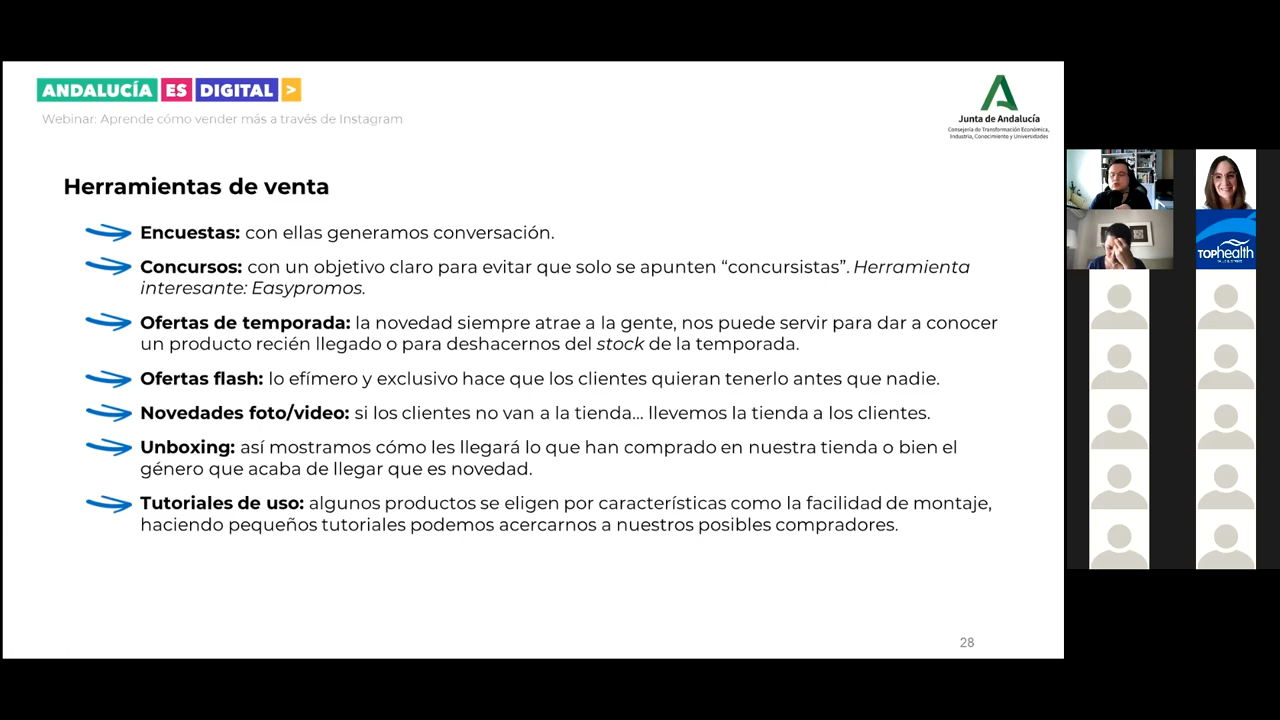 ANDALUCÍA ES DIGITAL >
Webinar: Aprende cómo vender más a través de Instagram
Junta de Andalucía
Consejería de Transformación Económica,
Industria, Conocimiento y Universidades
Herramientas de venta
Encuestas: con ellas generamos conversación.
Concursos: con un objetivo claro para evitar que solo se apunten “concursistas”. Herramienta
interesante: Easypromos.
Ofertas de temporada: la novedad siempre atrae a la gente, nos puede servir para dar a conocer
un producto recién llegado o para deshacernos del stock de la temporada.
Ofertas flash: lo efímero y exclusivo hace que los clientes quieran tenerlo antes que nadie.
Novedades foto/video: si los clientes no van a la tienda... llevemos la tienda a los clientes.
Unboxing: así mostramos cómo les llegará lo que han comprado en nuestra tienda o bien el
género que acaba de llegar que es novedad.
Tutoriales de uso: algunos productos se eligen por características como la facilidad de montaje,
haciendo pequeños tutoriales podemos acercarnos a nuestros posibles compradores.
28
TOPhealth